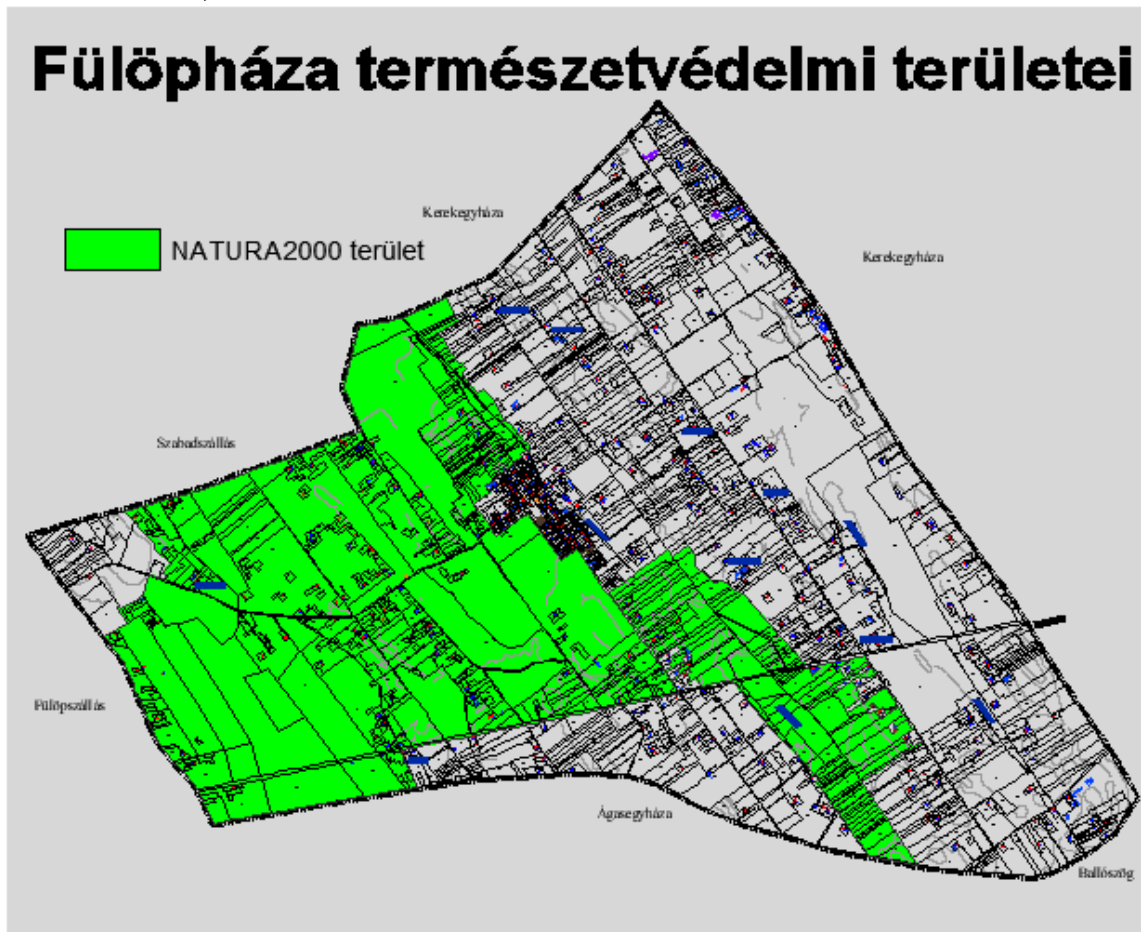 Fülöpháza természetvédelmi területei
Kerekegyháza
NATURA2000 terület
Kerekegyháza
Szabadszállás
Fülöpszállás
Ágasegyháza
Ballószög